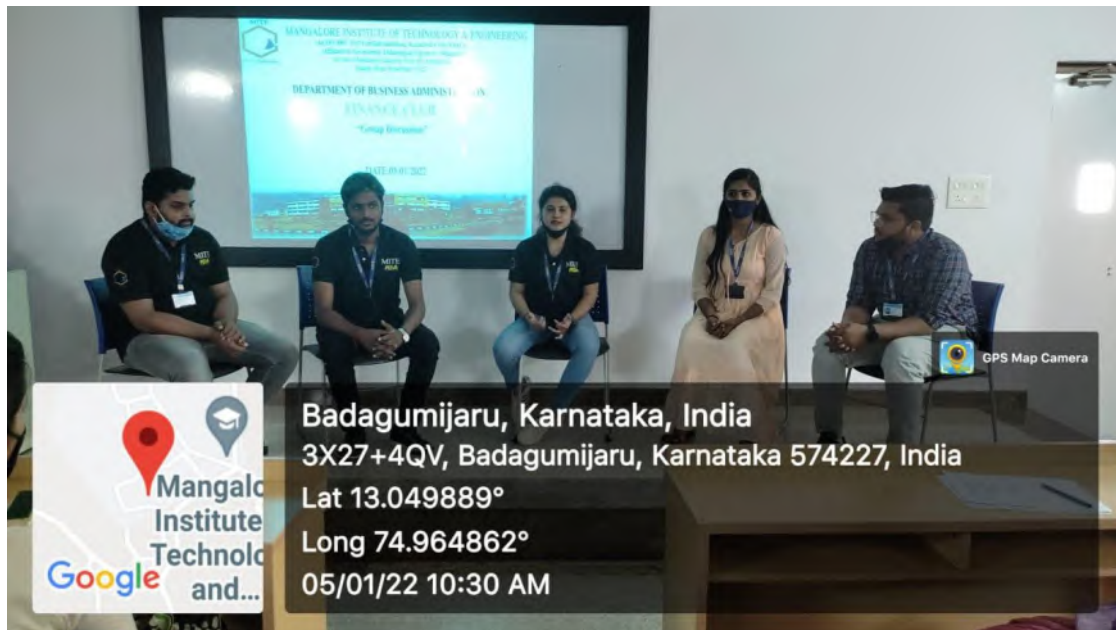 MITE
MANGALORE INSTITUTE OF TECHNOLOGY & ENGINEERING
DEPARTMENT OF BUSINESS ADMINIST
FINANCE CLUB
"Group Discussion"
MITE
MITE
GPS Map Camera
Badagumijaru, Karnataka, India
3X27+4QV, Badagumijaru, Karnataka 574227, India
Lat 13.049889°
Long 74.964862°
05/01/22 10:30 AM
Mangalo
Institute
Technolo
and...
Google